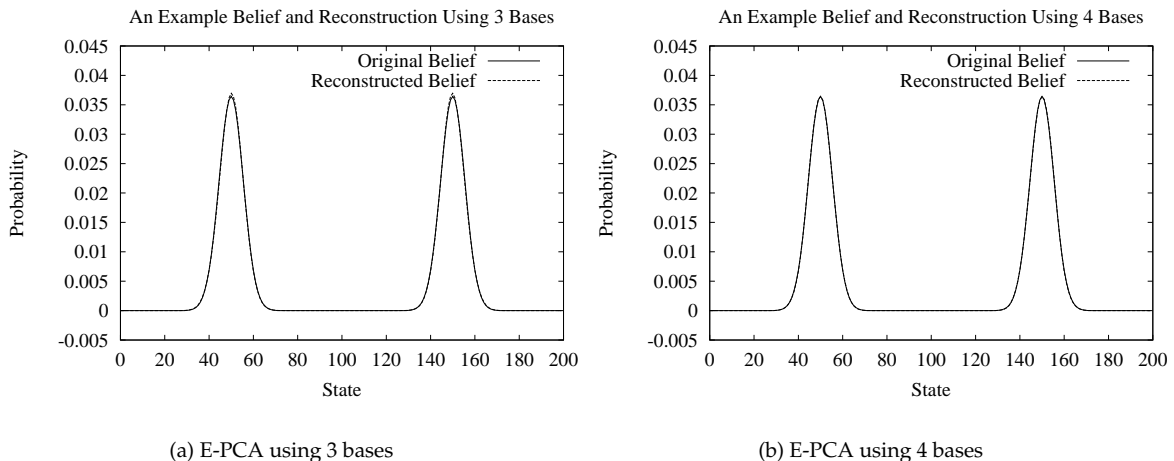 An Example Belief and Reconstruction Using 3 Bases
0.045
0.04
0.035
0.03
0.025
0.02
0.015
0.01
0.005
0
-0.005
Probability
Original Belief
Reconstructed Belief
0 20 40 60 80 100 120 140 160 180 200
State
(a) E-PCA using 3 bases
An Example Belief and Reconstruction Using 4 Bases
0.045
0.04
0.035
0.03
0.025
0.02
0.015
0.01
0.005
0
-0.005
Probability
Original Belief
Reconstructed Belief
0 20 40 60 80 100 120 140 160 180 200
State
(b) E-PCA using 4 bases